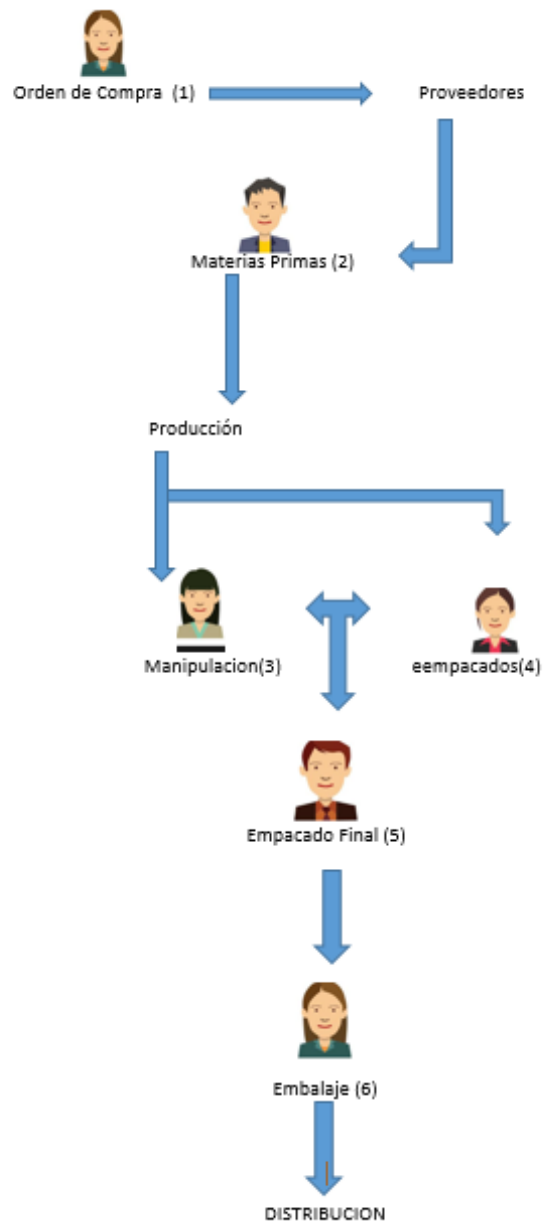 Orden de Compra (1)
Proveedores
Materias Primas (2)
Producción
Manipulacion(3)
eempacados(4)
Empacado Final (5)
Embalaje (6)
DISTRIBUCION